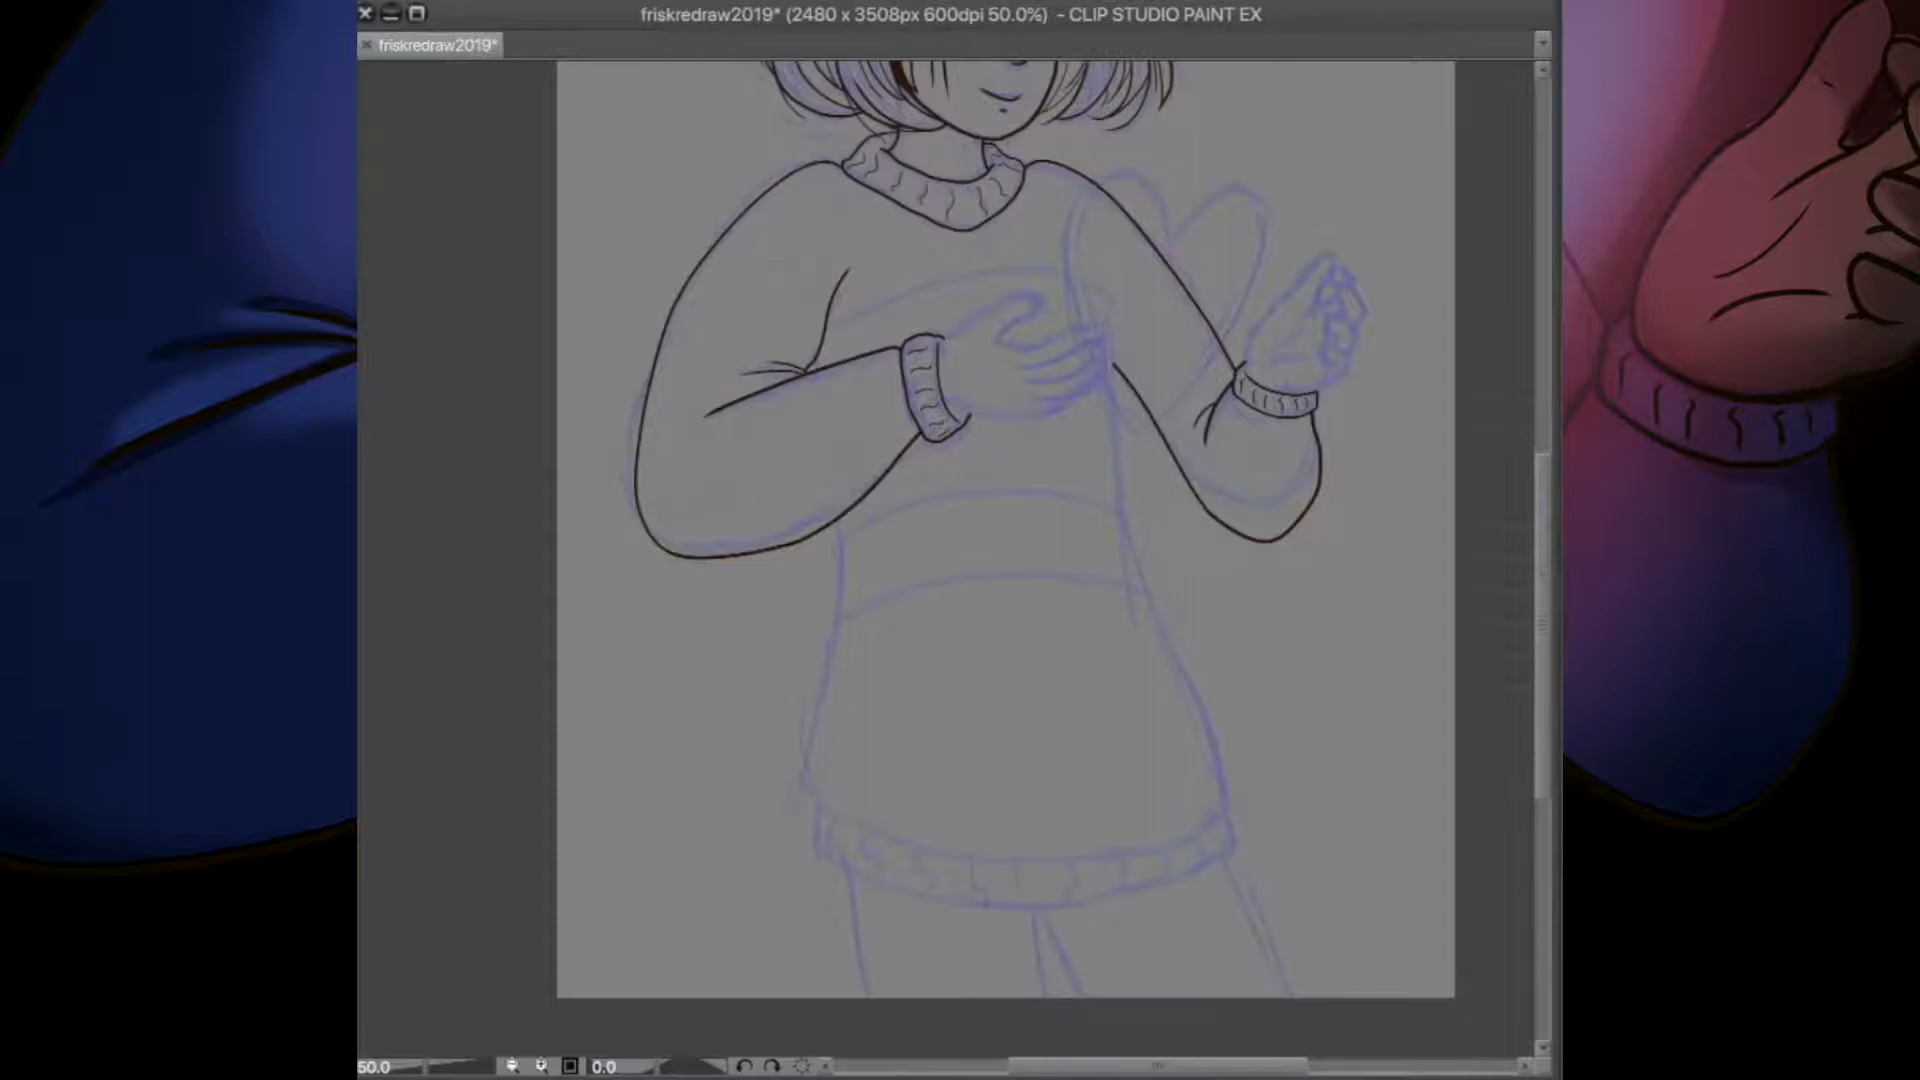 friskredraw2019* (2480 x 3508px 600dpi 50.0%) - CLIP STUDIO PAINT EX
friskredraw2019*
50.0
0.0